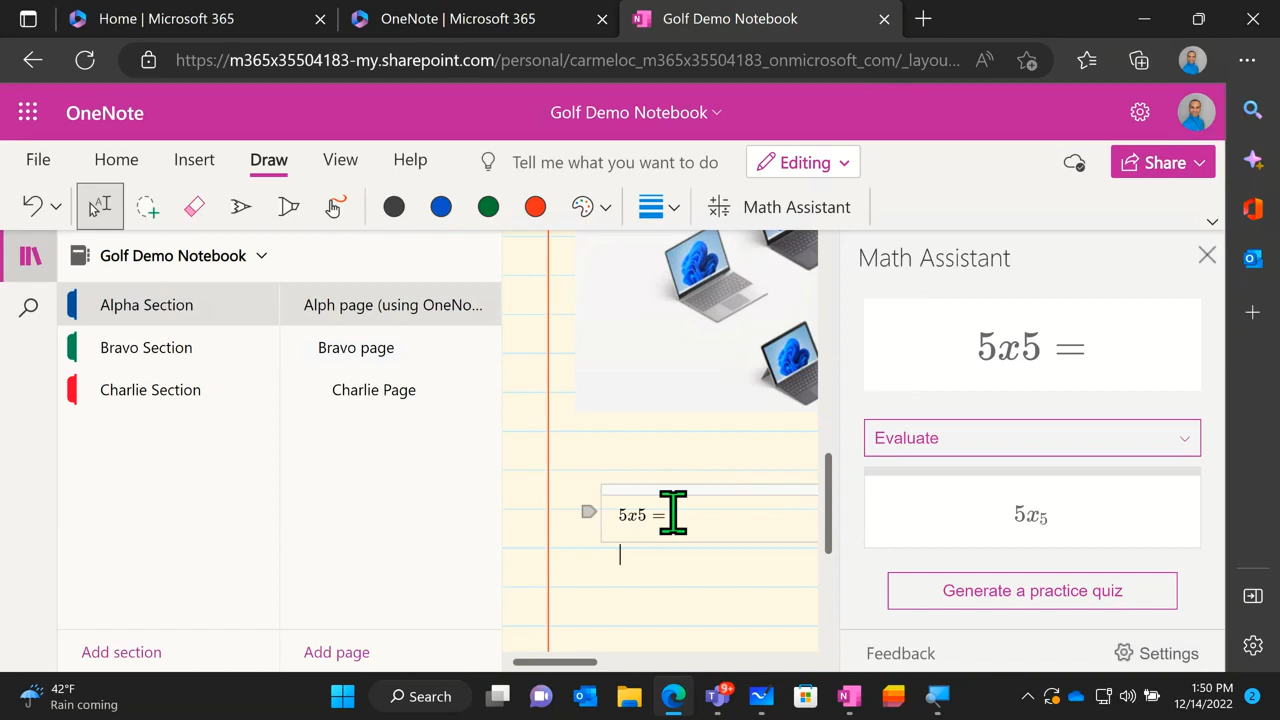 Home | Microsoft 365
OneNote | Microsoft 365
Golf Demo Notebook
https://m365x35504183-my.sharepoint.com/personal/carmeloc_m365x35504183_onmicrosoft_com/_layou...
OneNote
Golf Demo Notebook
File Home Insert Draw View Help Tell me what you want to do Editing Share
Math Assistant
Golf Demo Notebook
Alpha Section
Alph page (using OneNo...
Bravo Section
Bravo page
Charlie Section
Charlie Page
Math Assistant
5x5 =
Evaluate
5x₅
5x5 =
Generate a practice quiz
Add section
Add page
Feedback
Settings
42°F
Rain coming
Search
9+
1:50 PM
12/14/2022
2